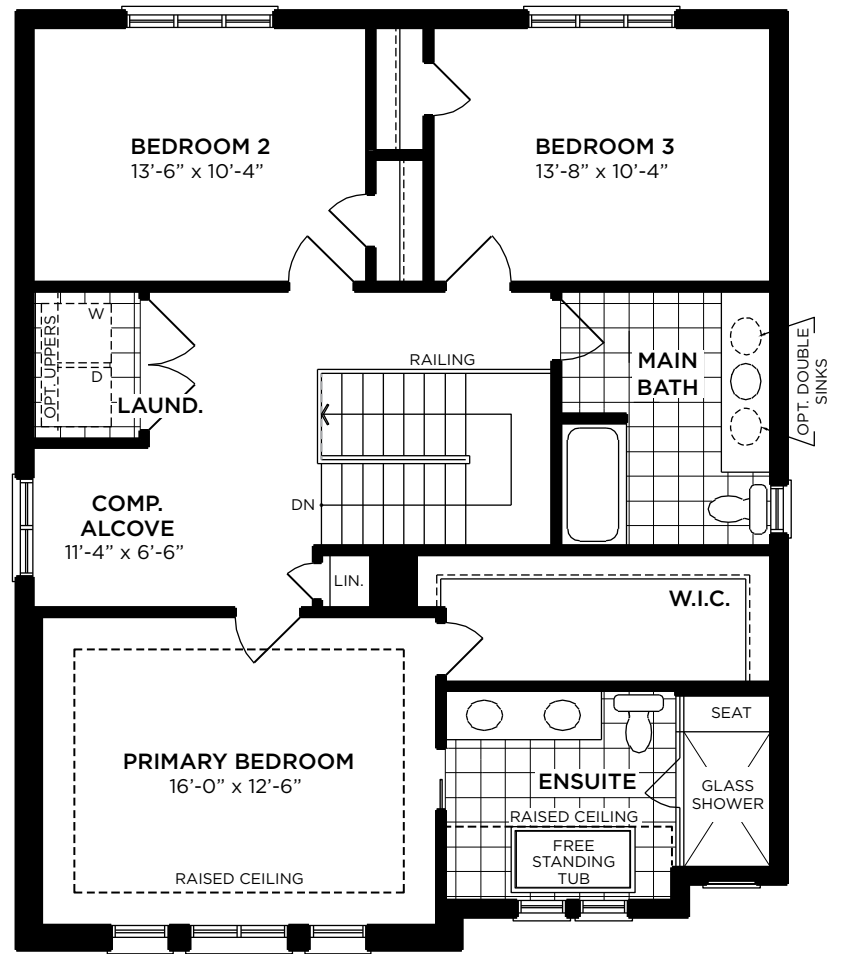 BEDROOM 2
13’-6” x 10’-4”
BEDROOM 3
13’-8” x 10’-4”
OPT. UPPERS
W
D
LAUND.
RAILING
MAIN
BATH
OPT. DOUBLE
SINKS
COMP.
ALCOVE
11’-4” x 6’-6”
DN
LIN.
W.I.C.
PRIMARY BEDROOM
16’-0” x 12’-6”
RAISED CEILING
ENSUITE
RAISED CEILING
FREE
STANDING
TUB
SEAT
GLASS
SHOWER